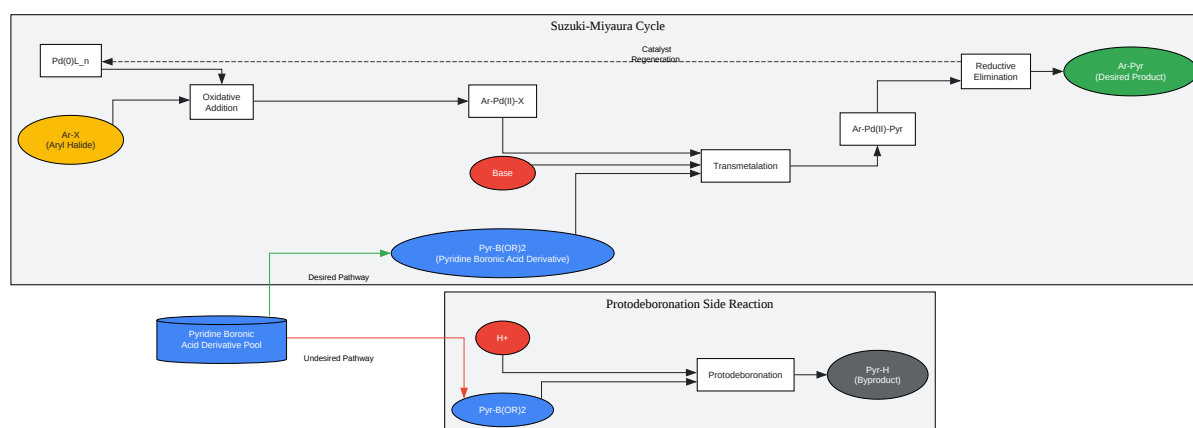 Suzuki-Miyaura Cycle
Catalyst
Regeneration
Pd(0)L_n
Reductive
Elimination
Ar-Pyr
(Desired Product)
Oxidative
Addition
Ar-Pd(II)-X
Ar-X
(Aryl Halide)
Ar-Pd(II)-Pyr
Base
Transmetalation
Pyr-B(OR)2
(Pyridine Boronic Acid Derivative)
Desired Pathway
Protodeboronation Side Reaction
Pyridine Boronic
Acid Derivative Pool
H+
Undesired Pathway
Protodeboronation
Pyr-H
(Byproduct)
Pyr-B(OR)2